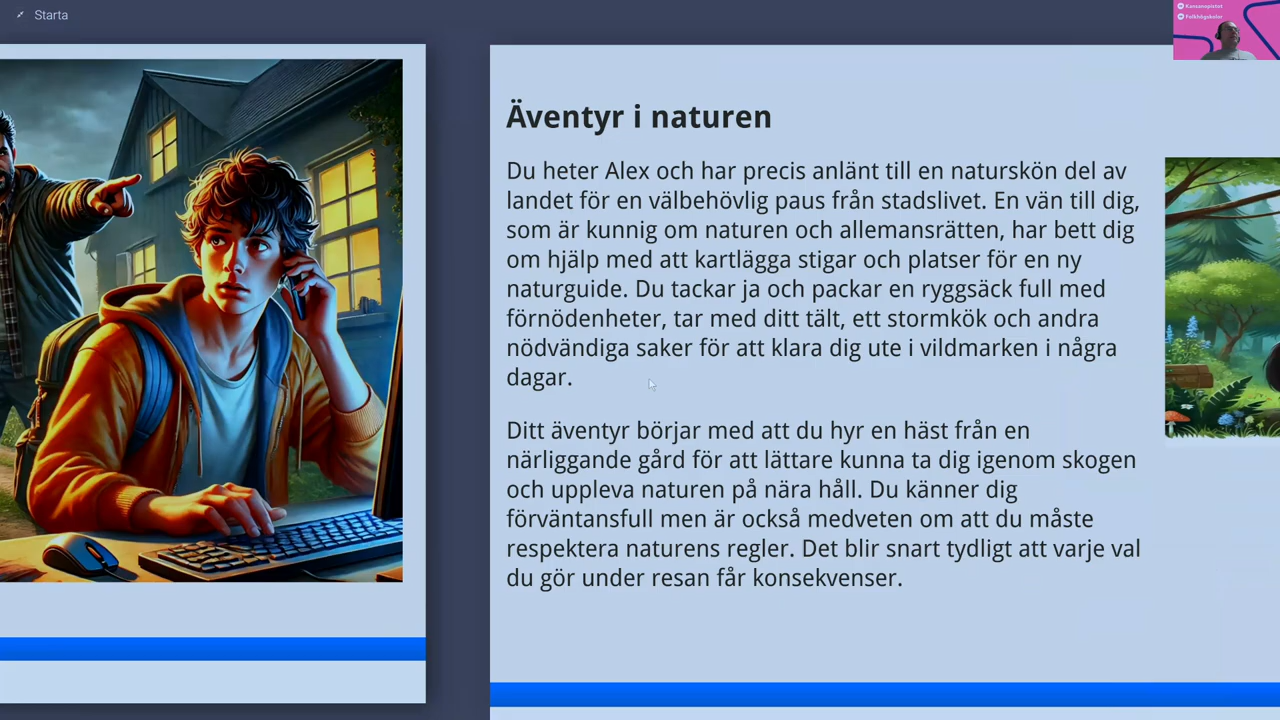 Starta
Kansanopistot
Folkhögskolor
Äventyr i naturen
Du heter Alex och har precis anlänt till en naturskön del av
landet för en välbehövlig paus från stadslivet. En vän till dig,
som är kunnig om naturen och allemansrätten, har bett dig
om hjälp med att kartlägga stigar och platser för en ny
naturguide. Du tackar ja och packar en ryggsäck full med
förnödenheter, tar med ditt tält, ett stormkök och andra
nödvändiga saker för att klara dig ute i vildmarken i några
dagar.
Ditt äventyr börjar med att du hyr en häst från en
närliggande gård för att lättare kunna ta dig igenom skogen
och uppleva naturen på nära håll. Du känner dig
förväntansfull men är också medveten om att du måste
respektera naturens regler. Det blir snart tydligt att varje val
du gör under resan får konsekvenser.